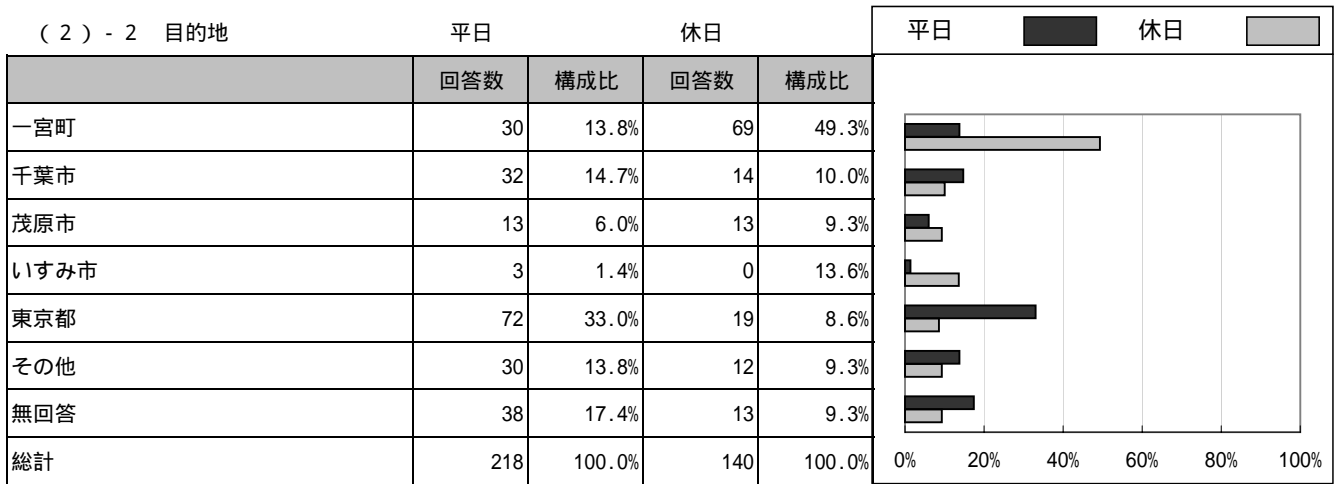 (2)-2 目的地 平日 休日
平日 休日
回答数 構成比 回答数 構成比
一宮町 30 13.8% 69 49.3%
千葉市 32 14.7% 14 10.0%
茂原市 13 6.0% 13 9.3%
いすみ市 3 1.4% 0 13.6%
東京都 72 33.0% 19 8.6%
その他 30 13.8% 12 9.3%
無回答 38 17.4% 13 9.3%
総計 218 100.0% 140 100.0%
0% 20% 40% 60% 80% 100%